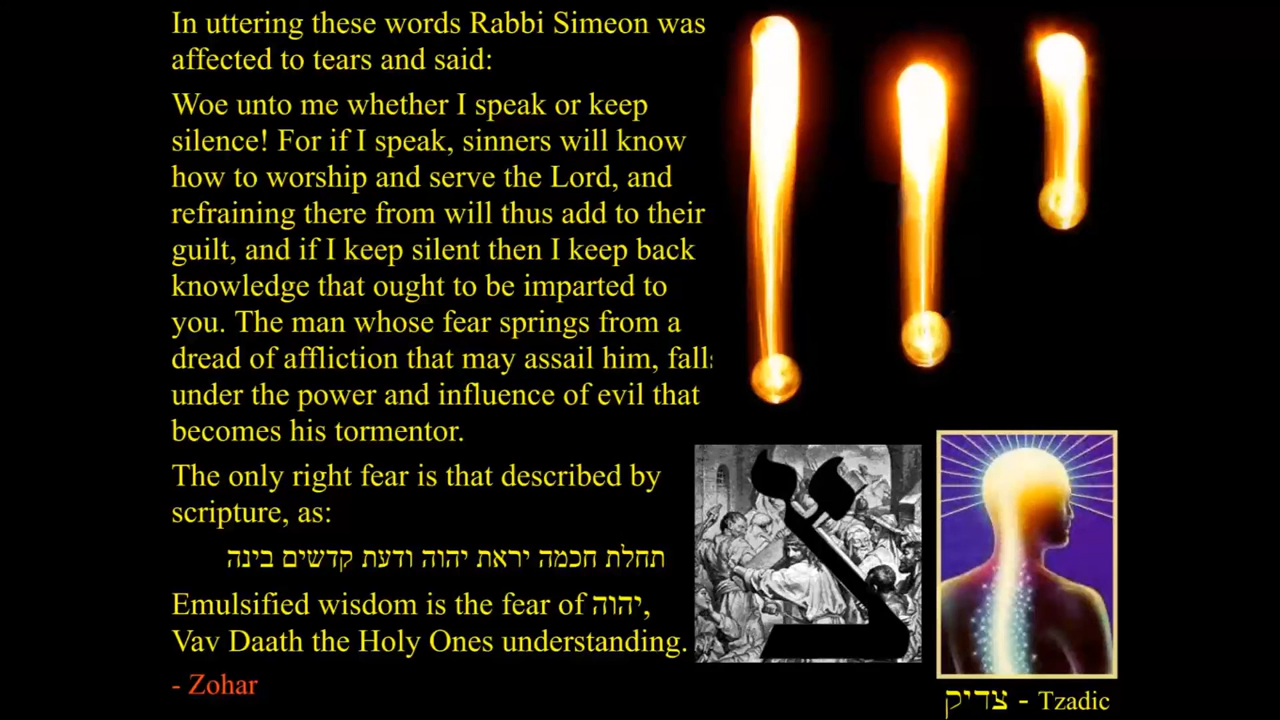 In uttering these words Rabbi Simeon was
affected to tears and said:
Woe unto me whether I speak or keep
silence! For if I speak, sinners will know
how to worship and serve the Lord, and
refraining there from will thus add to their
guilt, and if I keep silent then I keep back
knowledge that ought to be imparted to
you. The man whose fear springs from a
dread of affliction that may assail him, falls
under the power and influence of evil that
becomes his tormentor.
The only right fear is that described by
scripture, as:
תחלת חכמה יראת יהוה ודעת קדשים בינה
Emulsified wisdom is the fear of יהוה,
Vav Daath the Holy Ones understanding.
- Zohar
צ
צדיק - Tzadic